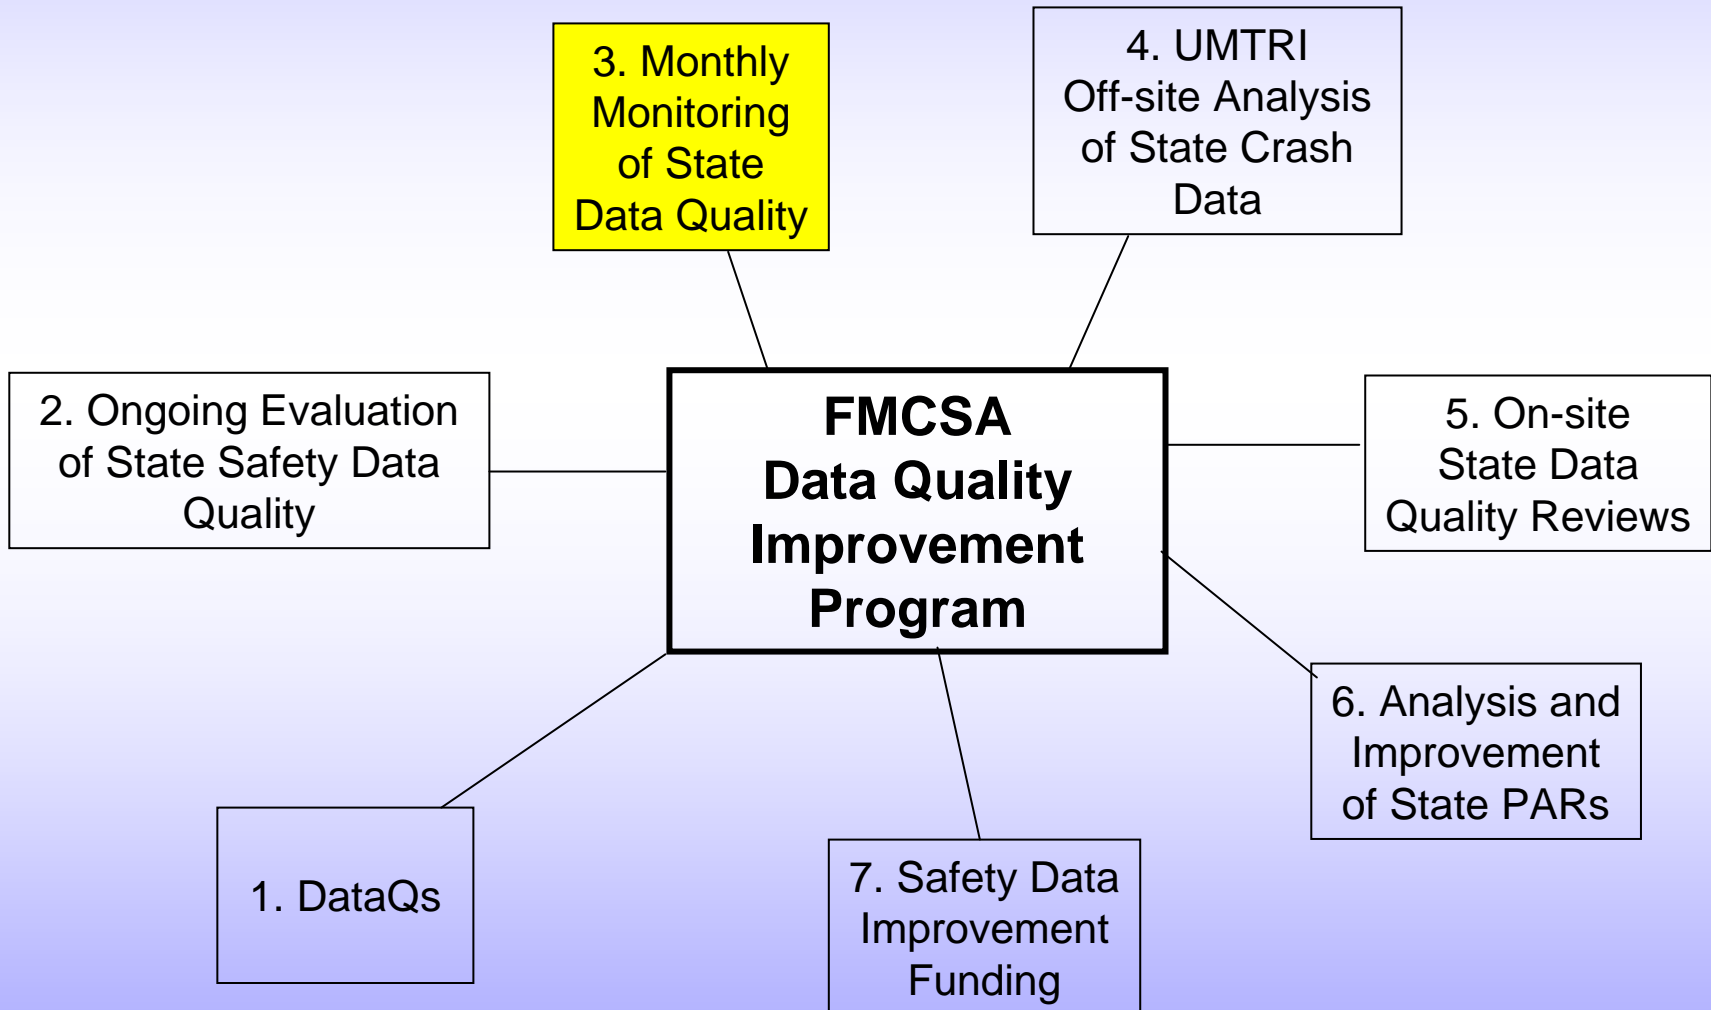 3. Monthly
Monitoring
of State
Data Quality
4. UMTRI
Off-site Analysis
of State Crash
Data
2. Ongoing Evaluation
of State Safety Data
Quality
FMCSA
Data Quality
Improvement
Program
5. On-site
State Data
Quality Reviews
6. Analysis and
Improvement
of State PARs
1. DataQs
7. Safety Data
Improvement
Funding